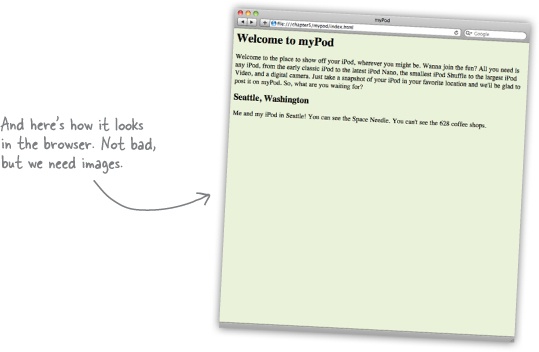 myPod
file:///chapter5/mypod/index.html
Google
Welcome to myPod
Welcome to the place to show off your iPod, wherever you might be. Wanna join the fun? All you need is
any iPod, from the early classic iPod to the latest iPod Nano, the smallest iPod Shuffle to the largest iPod
Video, and a digital camera. Just take a snapshot of your iPod in your favorite location and we'll be glad to
post it on myPod. So, what are you waiting for?
Seattle, Washington
Me and my iPod in Seattle! You can see the Space Needle. You can't see the 628 coffee shops.
And here's how it looks
in the browser. Not bad,
but we need images.